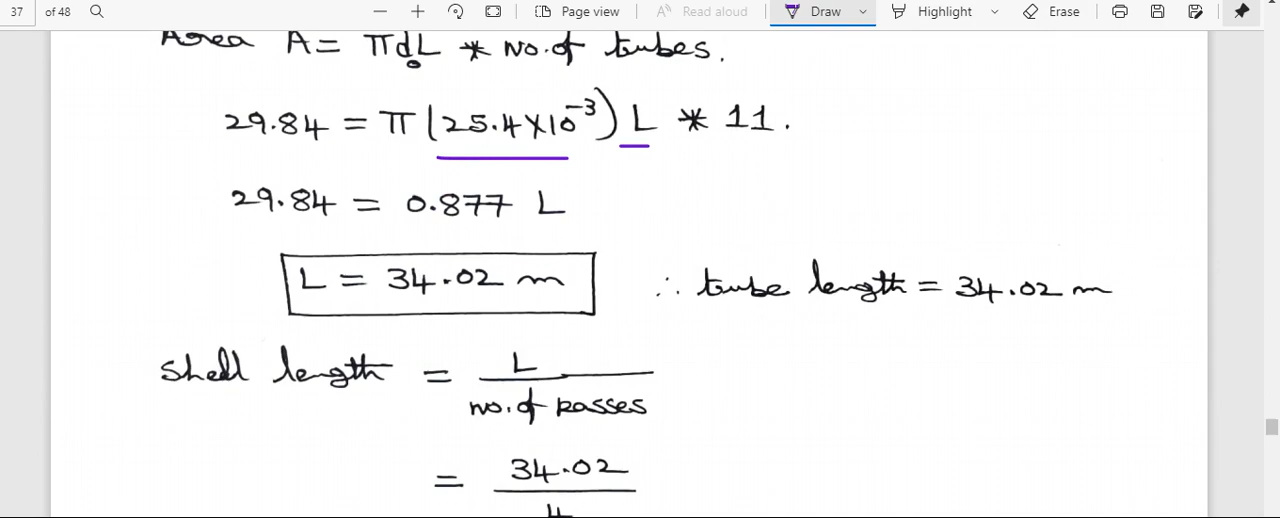 37 of 48 Page view Read aloud Draw Highlight Erase
Area A = πd₀L * No. of tubes.
29.84 = π (25.4×10⁻³) L * 11.
29.84 = 0.877 L
L = 34.02 m ∴ tube length = 34.02 m
Shell length = L / no. of passes
= 34.02 / 4